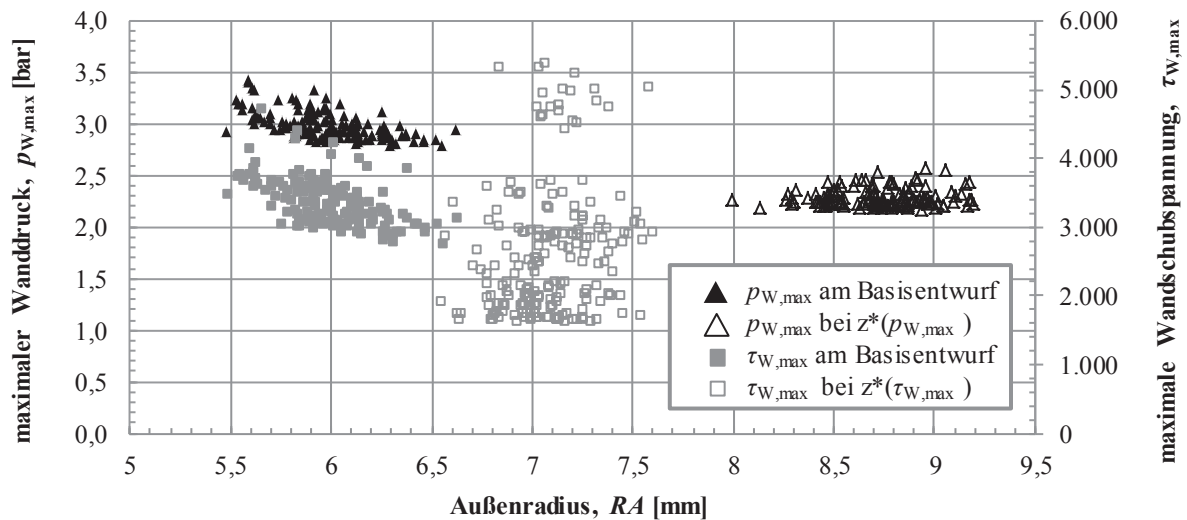 maximaler Wanddruck, pW,max [bar]
4,0
3,5
3,0
2,5
2,0
1,5
1,0
0,5
0,0
6.000
5.000
4.000
3.000
2.000
1.000
0
maximale Wandschubspannung, τW,max
pW,max am Basisentwurf
pW,max bei z*(pW,max )
τW,max am Basisentwurf
τW,max bei z*(τW,max )
5 5,5 6 6,5 7 7,5 8 8,5 9 9,5
Außenradius, RA [mm]